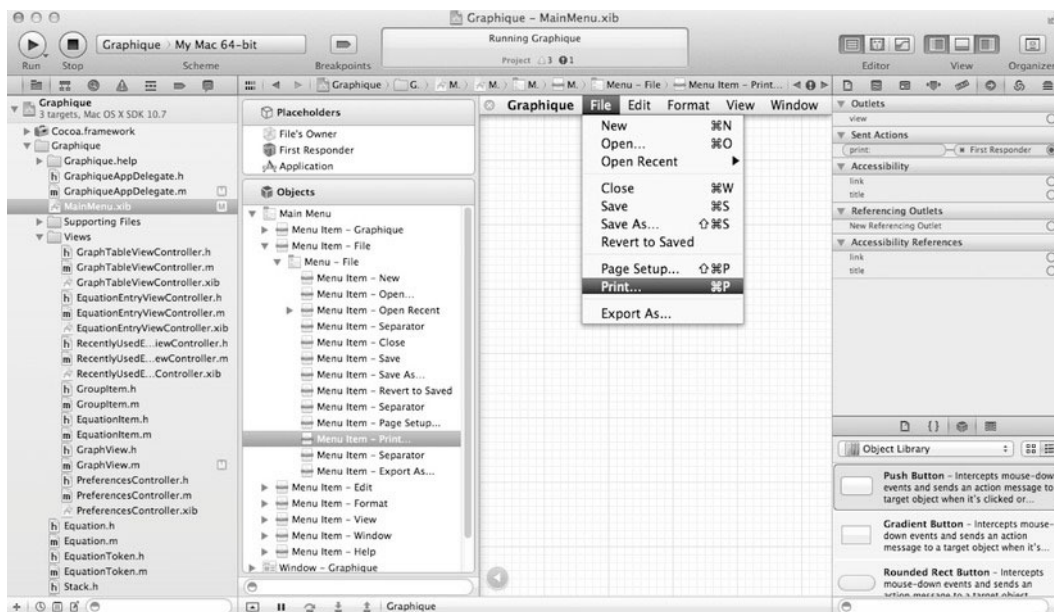 Graphique – MainMenu.xib
Run
Stop
Graphique
My Mac 64-bit
Scheme
Breakpoints
Running Graphique
Project 3 1
Editor
View
Organizer
Graphique
G.
M.
M.
M.
Menu – File
Menu Item – Print...
Graphique
3 targets, Mac OS X SDK 10.7
Cocoa.framework
Graphique
Graphique.help
h GraphiqueAppDelegate.h
m GraphiqueAppDelegate.m
MainMenu.xib
M
Supporting Files
Views
h GraphTableViewController.h
m GraphTableViewController.m
GraphTableViewController.xib
h EquationEntryViewController.h
m EquationEntryViewController.m
EquationEntryViewController.xib
h RecentlyUsedE...iewController.h
m RecentlyUsedE...ewController.m
RecentlyUsedE...Controller.xib
h GroupItem.h
m GroupItem.m
h EquationItem.h
m EquationItem.m
h GraphView.h
m GraphView.m
h PreferencesController.h
m PreferencesController.m
PreferencesController.xib
h Equation.h
m Equation.m
h EquationToken.h
m EquationToken.m
h Stack.h
Placeholders
File's Owner
First Responder
Application
Objects
Main Menu
Menu Item – Graphique
Menu Item – File
Menu – File
Menu Item – New
Menu Item – Open...
Menu Item – Open Recent
Menu Item – Separator
Menu Item – Close
Menu Item – Save
Menu Item – Save As...
Menu Item – Revert to Saved
Menu Item – Separator
Menu Item – Page Setup...
Menu Item – Print...
Menu Item – Separator
Menu Item – Export As...
Menu Item – Edit
Menu Item – Format
Menu Item – View
Menu Item – Window
Menu Item – Help
Window – Graphique
Graphique File Edit Format View Window
New ⌘N
Open... ⌘O
Open Recent
Close ⌘W
Save ⌘S
Save As... ⇧⌘S
Revert to Saved
Page Setup... ⇧⌘P
Print... ⌘P
Export As...
Graphique
Outlets
view
Sent Actions
print: First Responder
Accessibility
link
title
Referencing Outlets
New Referencing Outlet
Accessibility References
link
title
{}
Object Library
Push Button – Intercepts mouse-down
events and sends an action message to
target object when it's clicked or...
Gradient Button – Intercepts mouse-
down events and sends an action
message to a target object when it's...
Rounded Rect Button – Intercepts
mouse-down events and sends an
action message to a target object